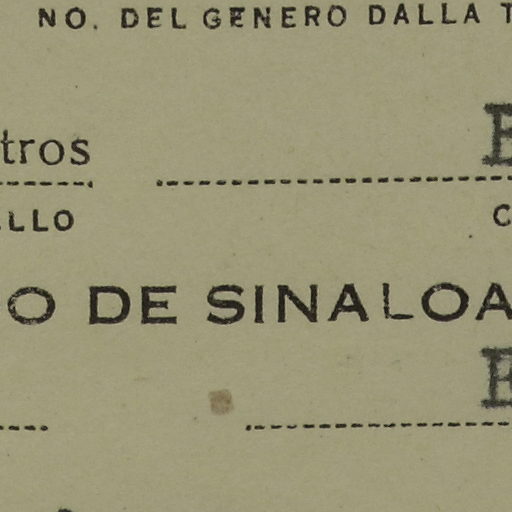 NO. DEL GENERO DALLA T
tros E
LLO C
O DE SINALOA
E